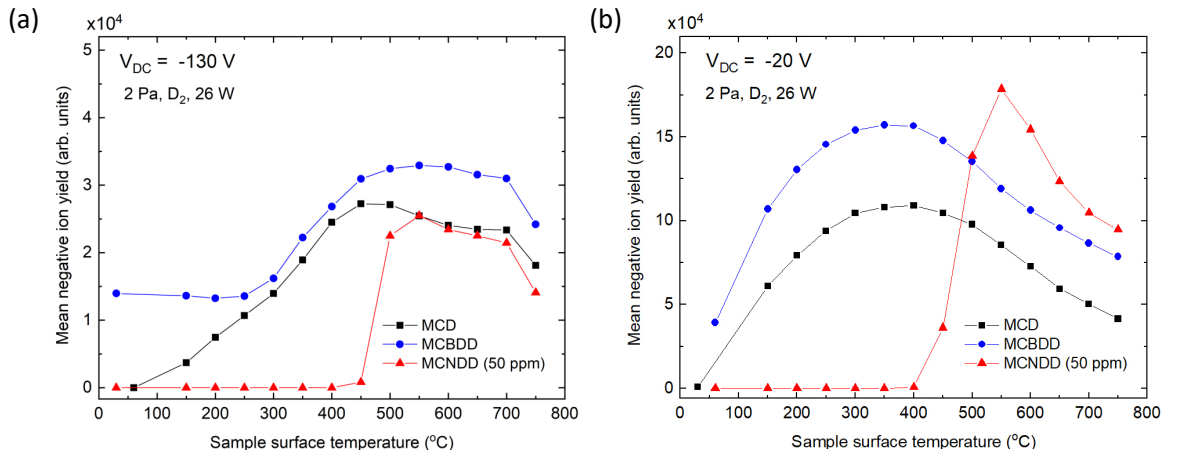 (a)
x10⁴
V_DC = -130 V
2 Pa, D₂, 26 W
Mean negative ion yield (arb. units)
5
4
3
2
1
0
MCD
MCBDD
MCNDD (50 ppm)
0 100 200 300 400 500 600 700 800
Sample surface temperature (°C)
(b)
x10⁴
V_DC = -20 V
2 Pa, D₂, 26 W
Mean negative ion yield (arb. units)
20
15
10
5
0
MCD
MCBDD
MCNDD (50 ppm)
0 100 200 300 400 500 600 700 800
Sample surface temperature (°C)